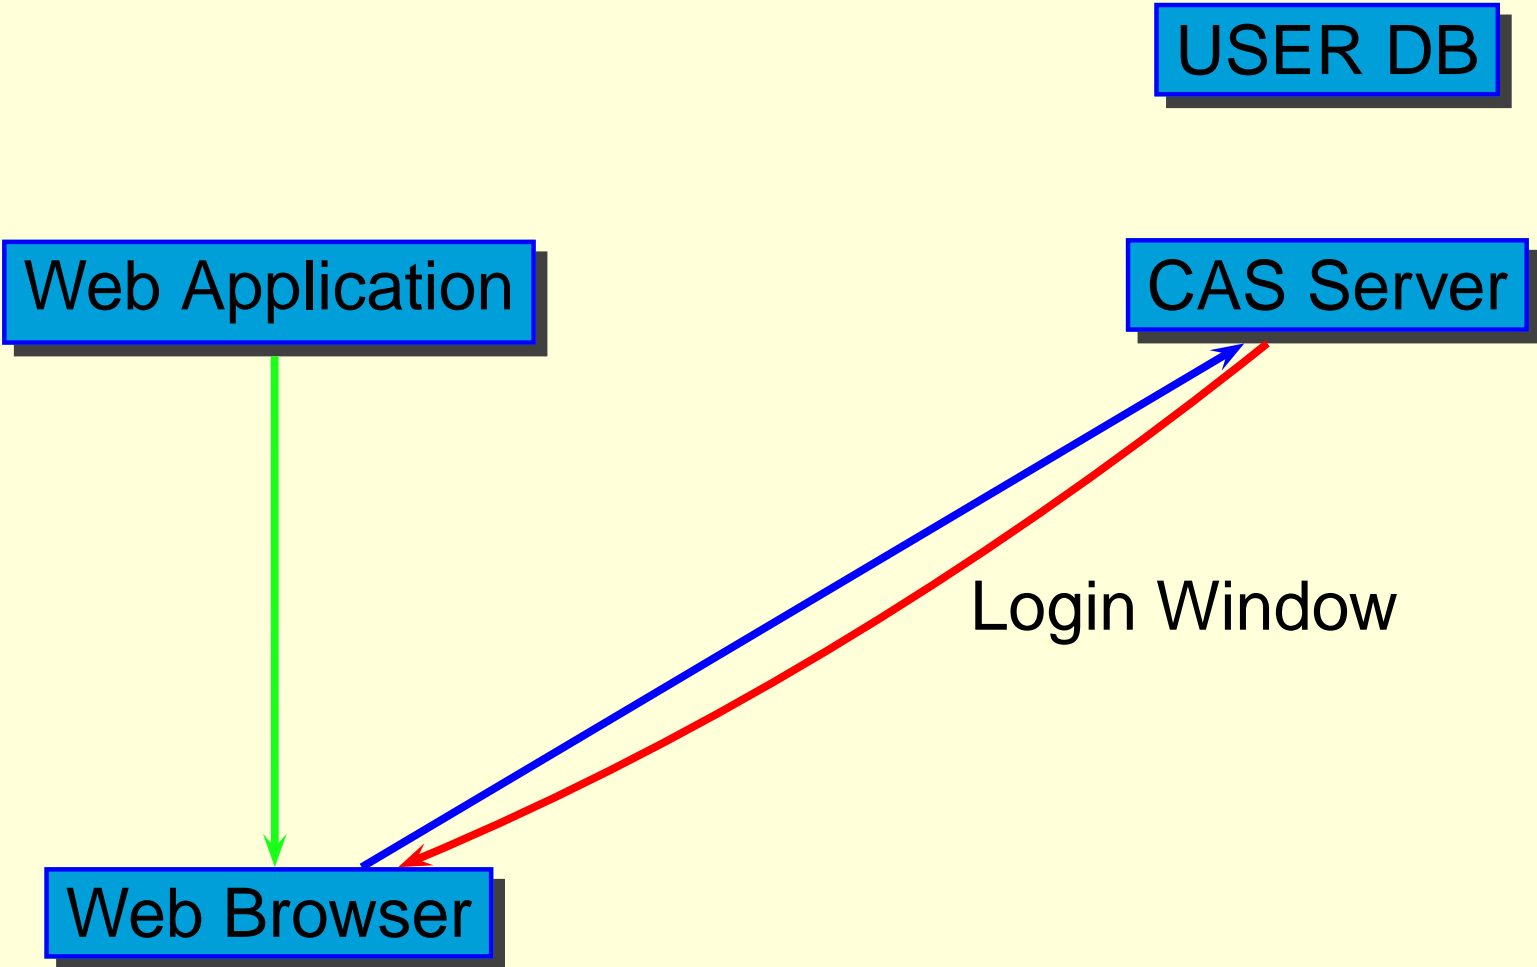 USER DB
Web Application
CAS Server
Login Window
Web Browser